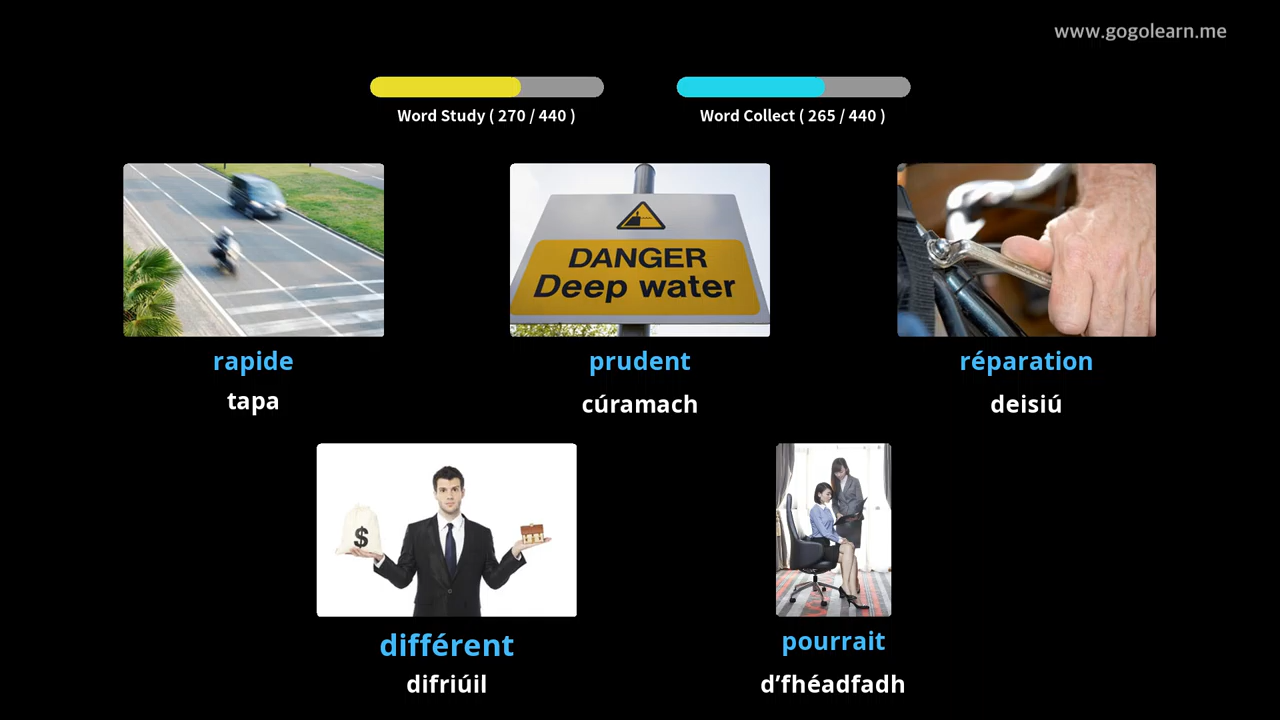 www.gogolearn.me
Word Study ( 270 / 440 )
Word Collect ( 265 / 440 )
DANGER
Deep water
rapide
prudent
réparation
tapa
cúramach
deisiú
$
différent
pourrait
difriúil
d’fhéadfadh